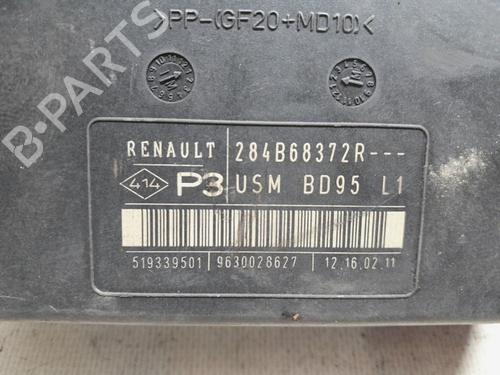 >PP-(GF20+MD10)<
B-PARTS
RENAULT 284B68372R---
414 P3 USM BD95 L1
519339501 9630028627 12.16.02.11